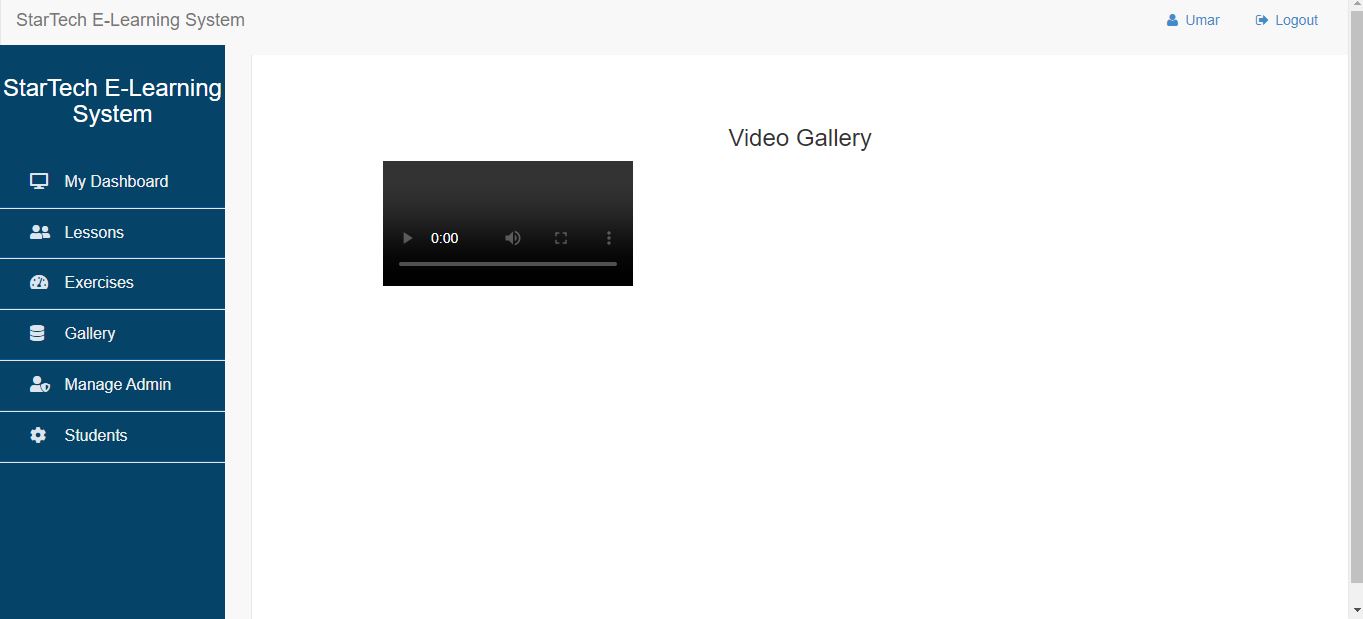 StarTech E-Learning System
Umar
Logout
StarTech E-Learning
System
My Dashboard
Lessons
Exercises
Gallery
Manage Admin
Students
Video Gallery
0:00